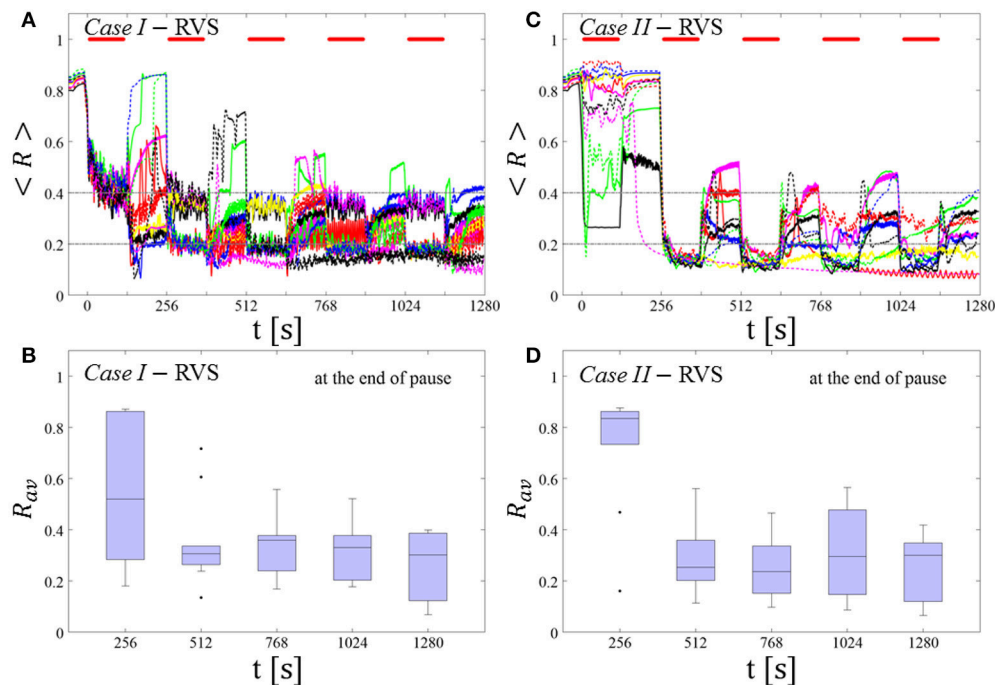 A
Case I – RVS
1
0.8
0.6
0.4
0.2
0
< R >
0 256 512 768 1024 1280
t [s]
C
Case II – RVS
1
0.8
0.6
0.4
0.2
0
< R >
0 256 512 768 1024 1280
t [s]
B
Case I – RVS
at the end of pause
1
0.8
0.6
0.4
0.2
0
Rav
256 512 768 1024 1280
t [s]
D
Case II – RVS
at the end of pause
1
0.8
0.6
0.4
0.2
0
Rav
256 512 768 1024 1280
t [s]